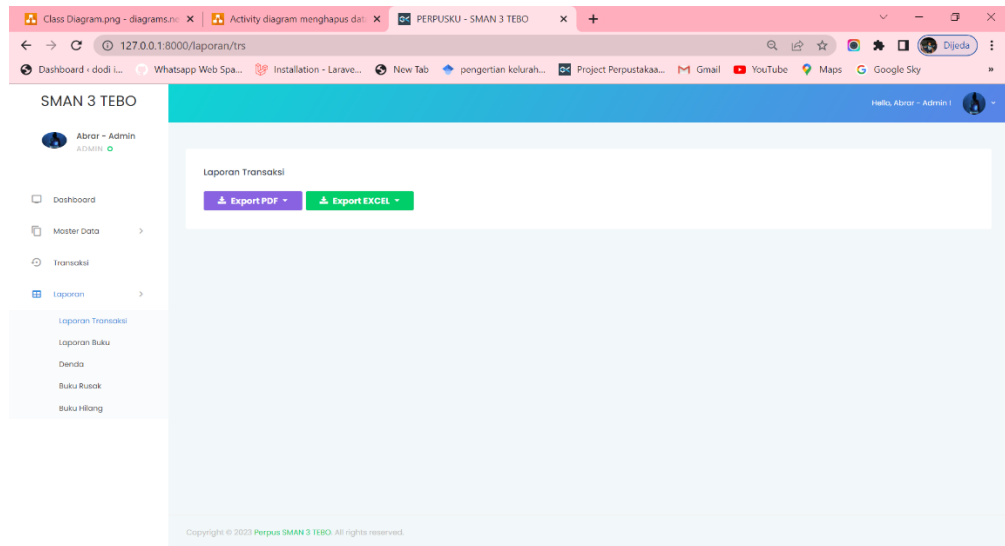 Class Diagram.png - diagrams.ne
Activity diagram menghapus dat
PERPUSKU - SMAN 3 TEBO
127.0.0.1:8000/laporan/trs
Dijeda
Dashboard ‹ dodi i...
Whatsapp Web Spa...
Installation - Larave...
New Tab
pengertian kelurah...
Project Perpustakaa...
Gmail
YouTube
Maps
Google Sky
»
SMAN 3 TEBO
Hello, Abrar - Admin !
Abrar - Admin
ADMIN
Laporan Transaksi
Export PDF
Export EXCEL
Dashboard
Master Data
Transaksi
Laporan
Laporan Transaksi
Laporan Buku
Denda
Buku Rusak
Buku Hilang
Copyright © 2023 Perpus SMAN 3 TEBO. All rights reserved.